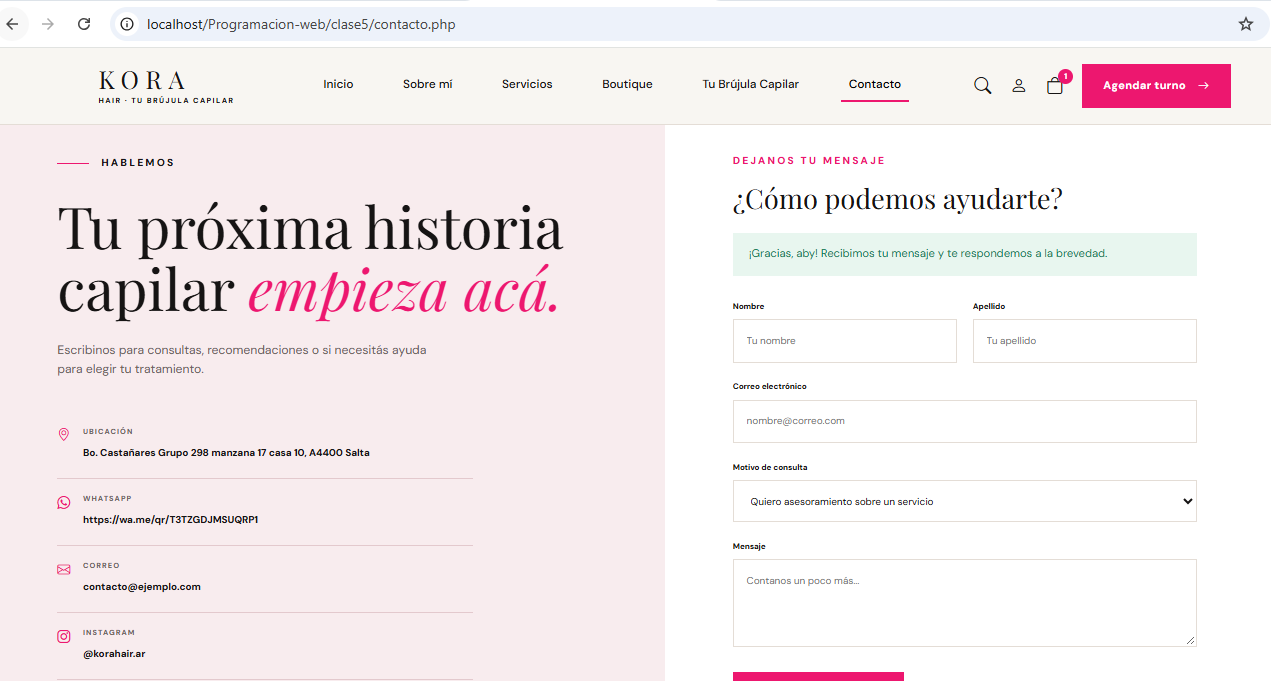 localhost/Programacion-web/clase5/contacto.php
KORA
HAIR · TU BRÚJULA CAPILAR
Inicio
Sobre mí
Servicios
Boutique
Tu Brújula Capilar
Contacto
1
Agendar turno →
HABLEMOS
Tu próxima historia
capilar empieza acá.
Escribinos para consultas, recomendaciones o si necesitás ayuda
para elegir tu tratamiento.
UBICACIÓN
Bo. Castañares Grupo 298 manzana 17 casa 10, A4400 Salta
WHATSAPP
https://wa.me/qr/T3TZGDJMSUQRP1
CORREO
contacto@ejemplo.com
INSTAGRAM
@korahair.ar
DEJANOS TU MENSAJE
¿Cómo podemos ayudarte?
¡Gracias, aby! Recibimos tu mensaje y te respondemos a la brevedad.
Nombre
Apellido
Tu nombre
Tu apellido
Correo electrónico
nombre@correo.com
Motivo de consulta
Quiero asesoramiento sobre un servicio
Mensaje
Contanos un poco más...